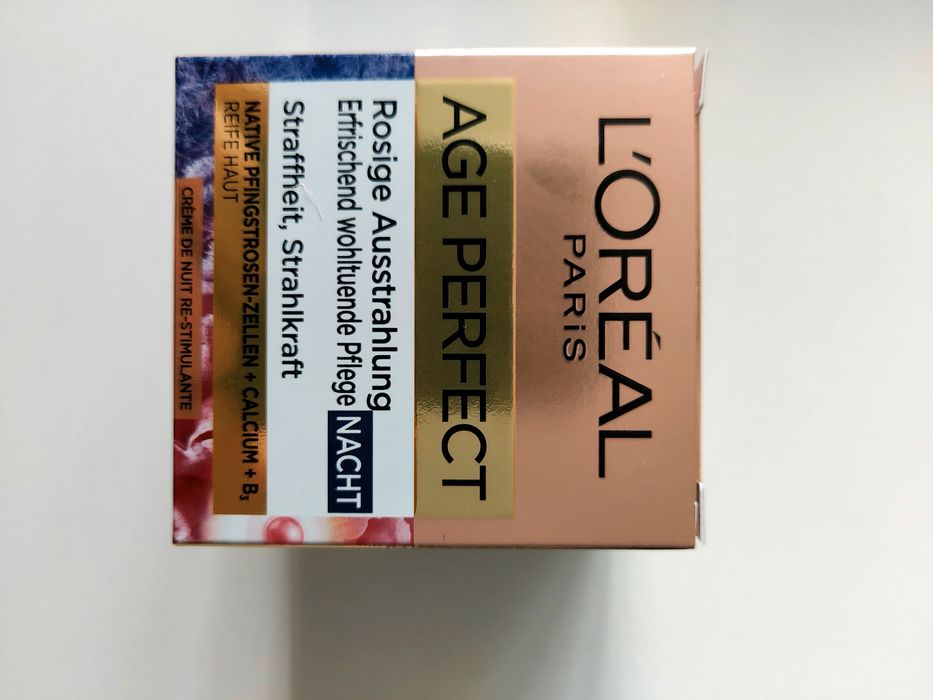 L'ORÉAL
PARiS
AGE PERFECT
Rosige Ausstrahlung
Erfrischend wohltuende Pflege NACHT
Straffheit, Strahlkraft
NATIVE PFINGSTROSEN-ZELLEN + CALCIUM + B₃
REIFE HAUT
CRÈME DE NUIT RE-STIMULANTE